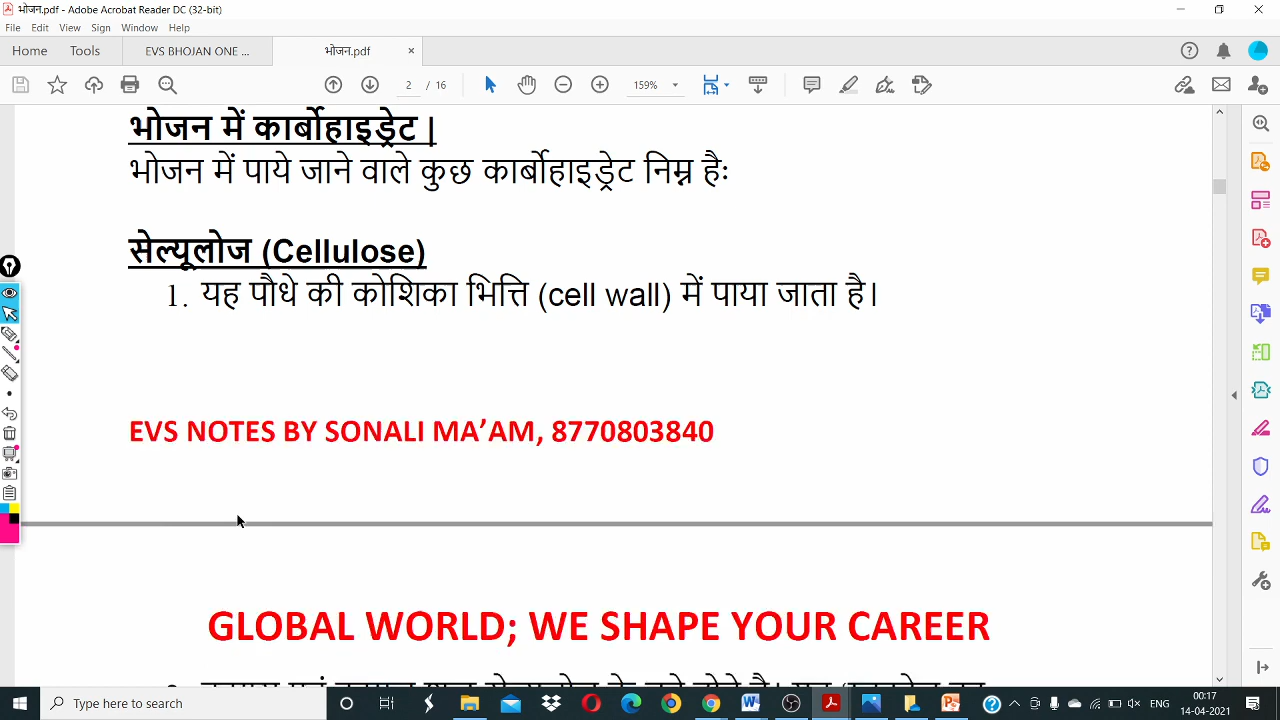 भोजन.pdf - Adobe Acrobat Reader DC (32-bit)
File Edit View Sign Window Help
Home Tools EVS BHOJAN ONE ... भोजन.pdf ×
2 / 16 159%
भोजन में कार्बोहाइड्रेट |
भोजन में पाये जाने वाले कुछ कार्बोहाइड्रेट निम्न है:
सेल्यूलोज (Cellulose)
1. यह पौधे की कोशिका भित्ति (cell wall) में पाया जाता है।
EVS NOTES BY SONALI MA’AM, 8770803840
GLOBAL WORLD; WE SHAPE YOUR CAREER
Type here to search
ENG 00:17
14-04-2021